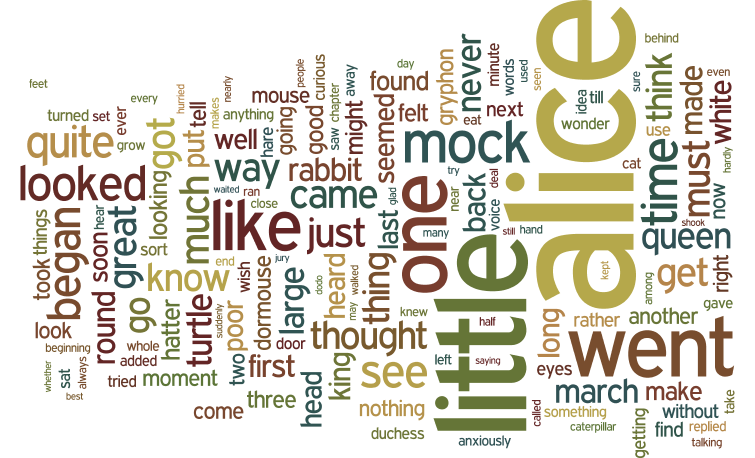 feet
turned
set
ever
every
grow
hurried
put
tell
makes
nearly
anything
mouse
going
people
good
curious
saw
chapter
might
away
day
found
felt
seemed
gryphon
never
eat
minute
words
used
next
alice
seen
idea
till
wonder
behind
sure
think
use
made
must
even
white
hardly
quite
got
well
hare
way
rabbit
mock
cat
time
now
looked
looking
much
waited
ran
close
like
came
just
last
glad
many
one
try
near
back
voice
deal
still
hand
little
kept
shook
queen
right
get
among
gave
things
took
began
hear
soon
great
sort
know
end
wish
jury
dodo
heard
may
walked
thing
look
round
go
hatter
turtle
suddenly
poor
dormouse
large
door
thought
knew
half
long
rather
another
went
beginning
whether
sat
always
best
whole
added
tried
moment
two
first
three
come
head
king
see
nothing
duchess
left
saying
anxiously
called
eyes
march
make
something
caterpillar
getting
without
find
replied
talking
take